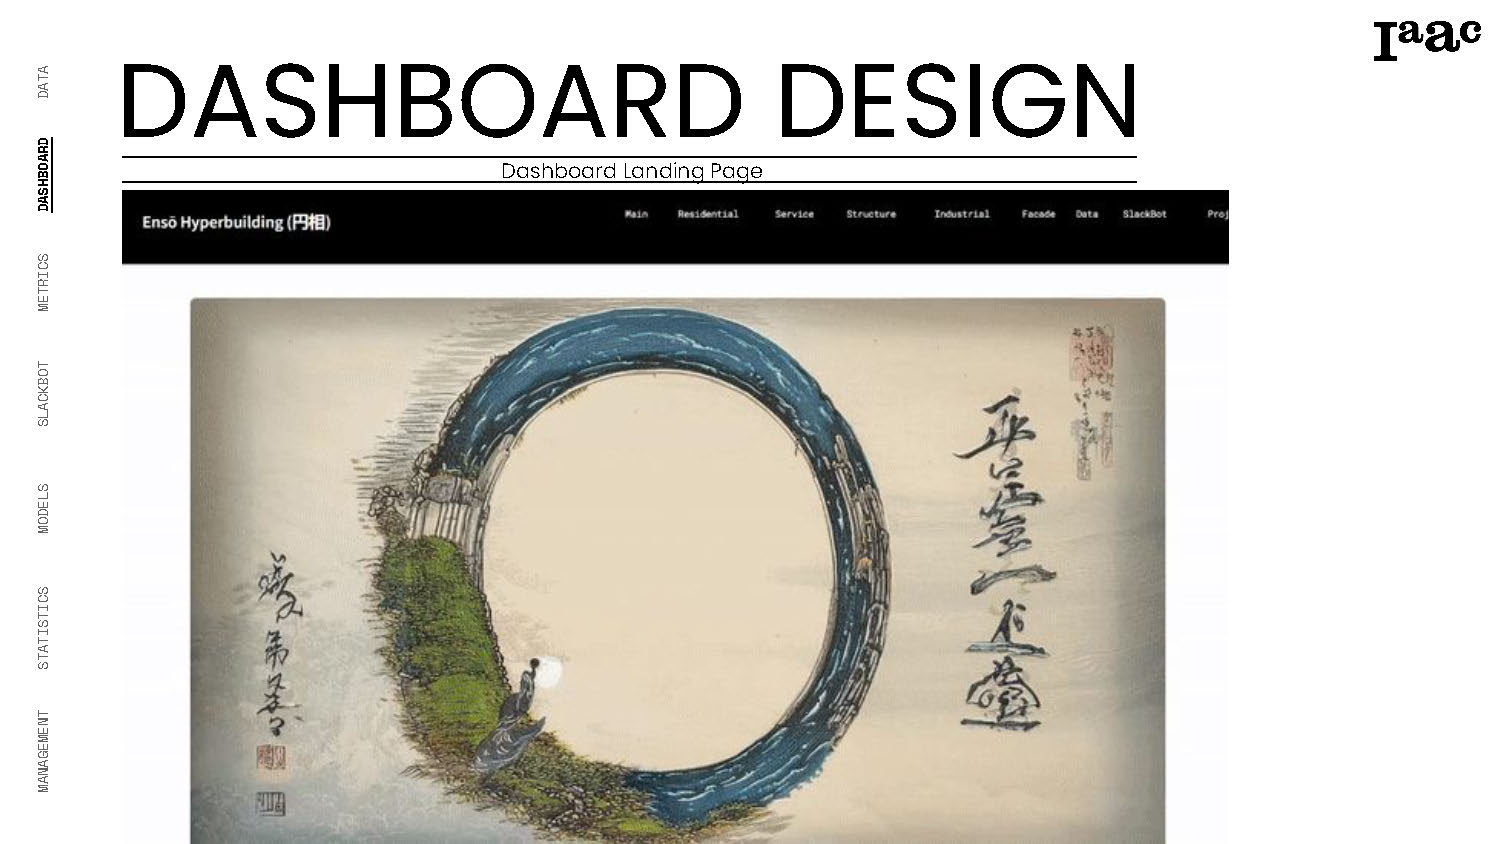 Iaac
DASHBOARD DESIGN
Dashboard Landing Page
DATA
DASHBOARD
METRICS
SLACKBOT
MODELS
STATISTICS
MANAGEMENT
Ensō Hyperbuilding (円相)
Main Residential Service Structure Industrial Facade Data SlackBot Proj